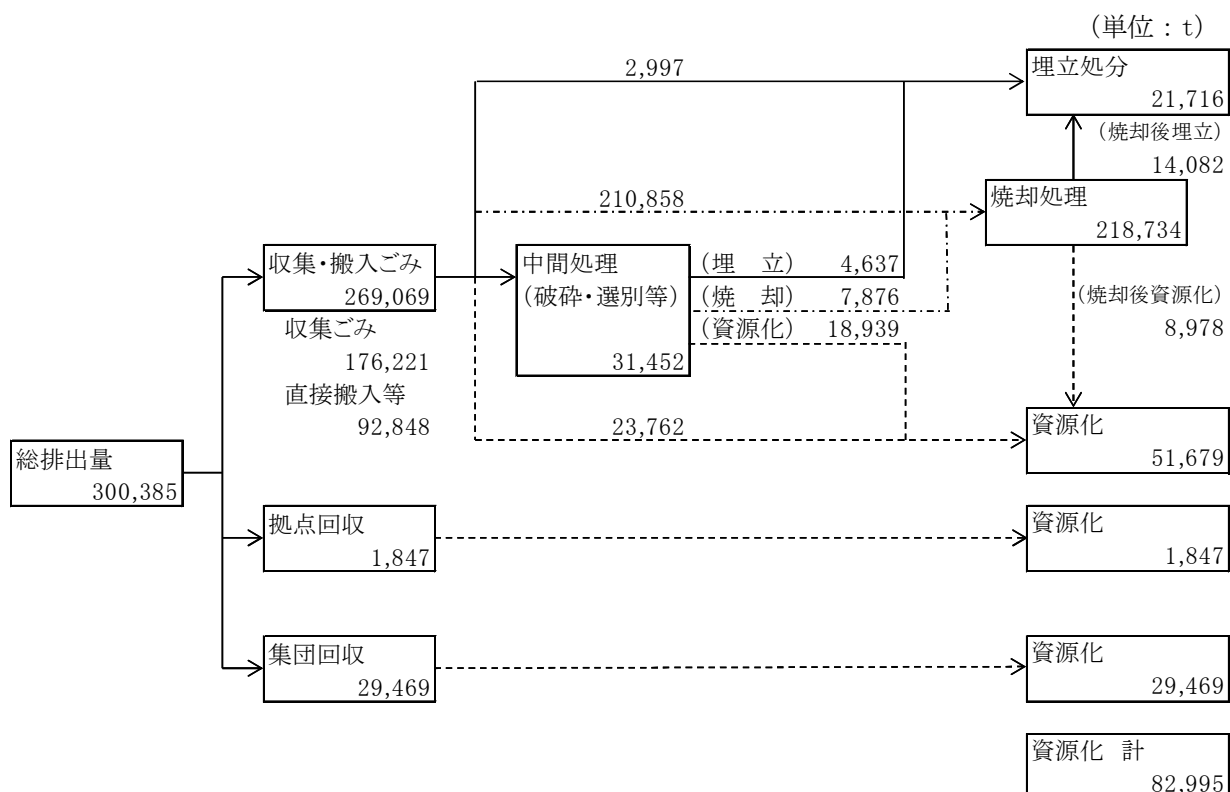 (単位:t)
2,997
埋立処分
21,716
(焼却後埋立)
14,082
210,858
焼却処理
218,734
収集・搬入ごみ
269,069
収集ごみ
176,221
直接搬入等
92,848
中間処理
(破砕・選別等)
31,452
(埋 立) 4,637
(焼 却) 7,876
(資源化) 18,939
(焼却後資源化)
8,978
23,762
資源化
51,679
総排出量
300,385
拠点回収
1,847
資源化
1,847
集団回収
29,469
資源化
29,469
資源化 計
82,995